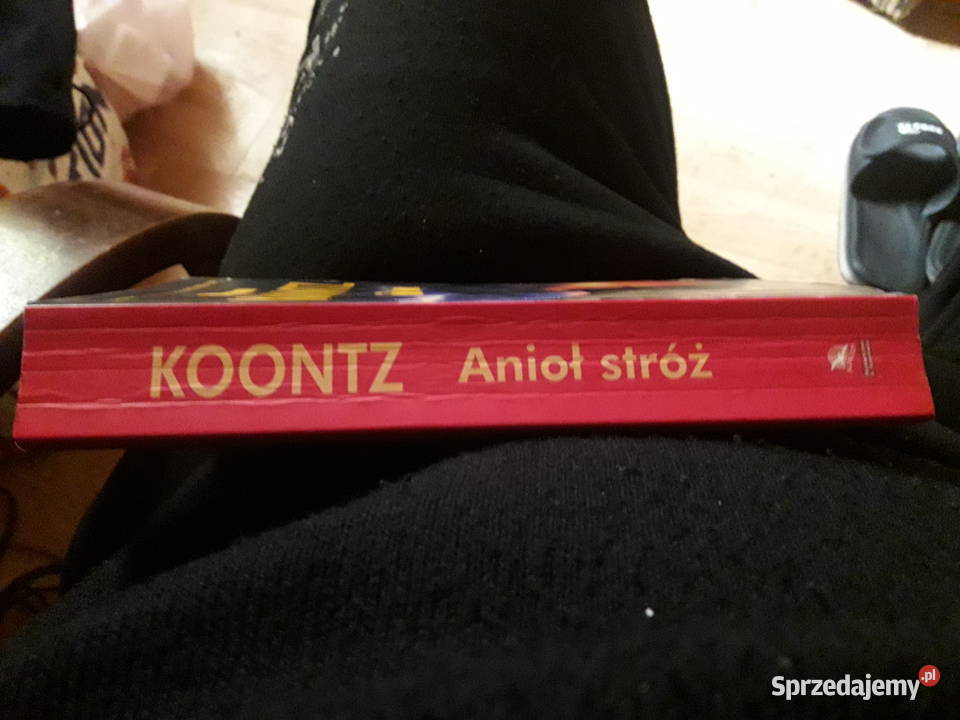 KOONTZ Anioł stróż
Sprzedajemy.pl